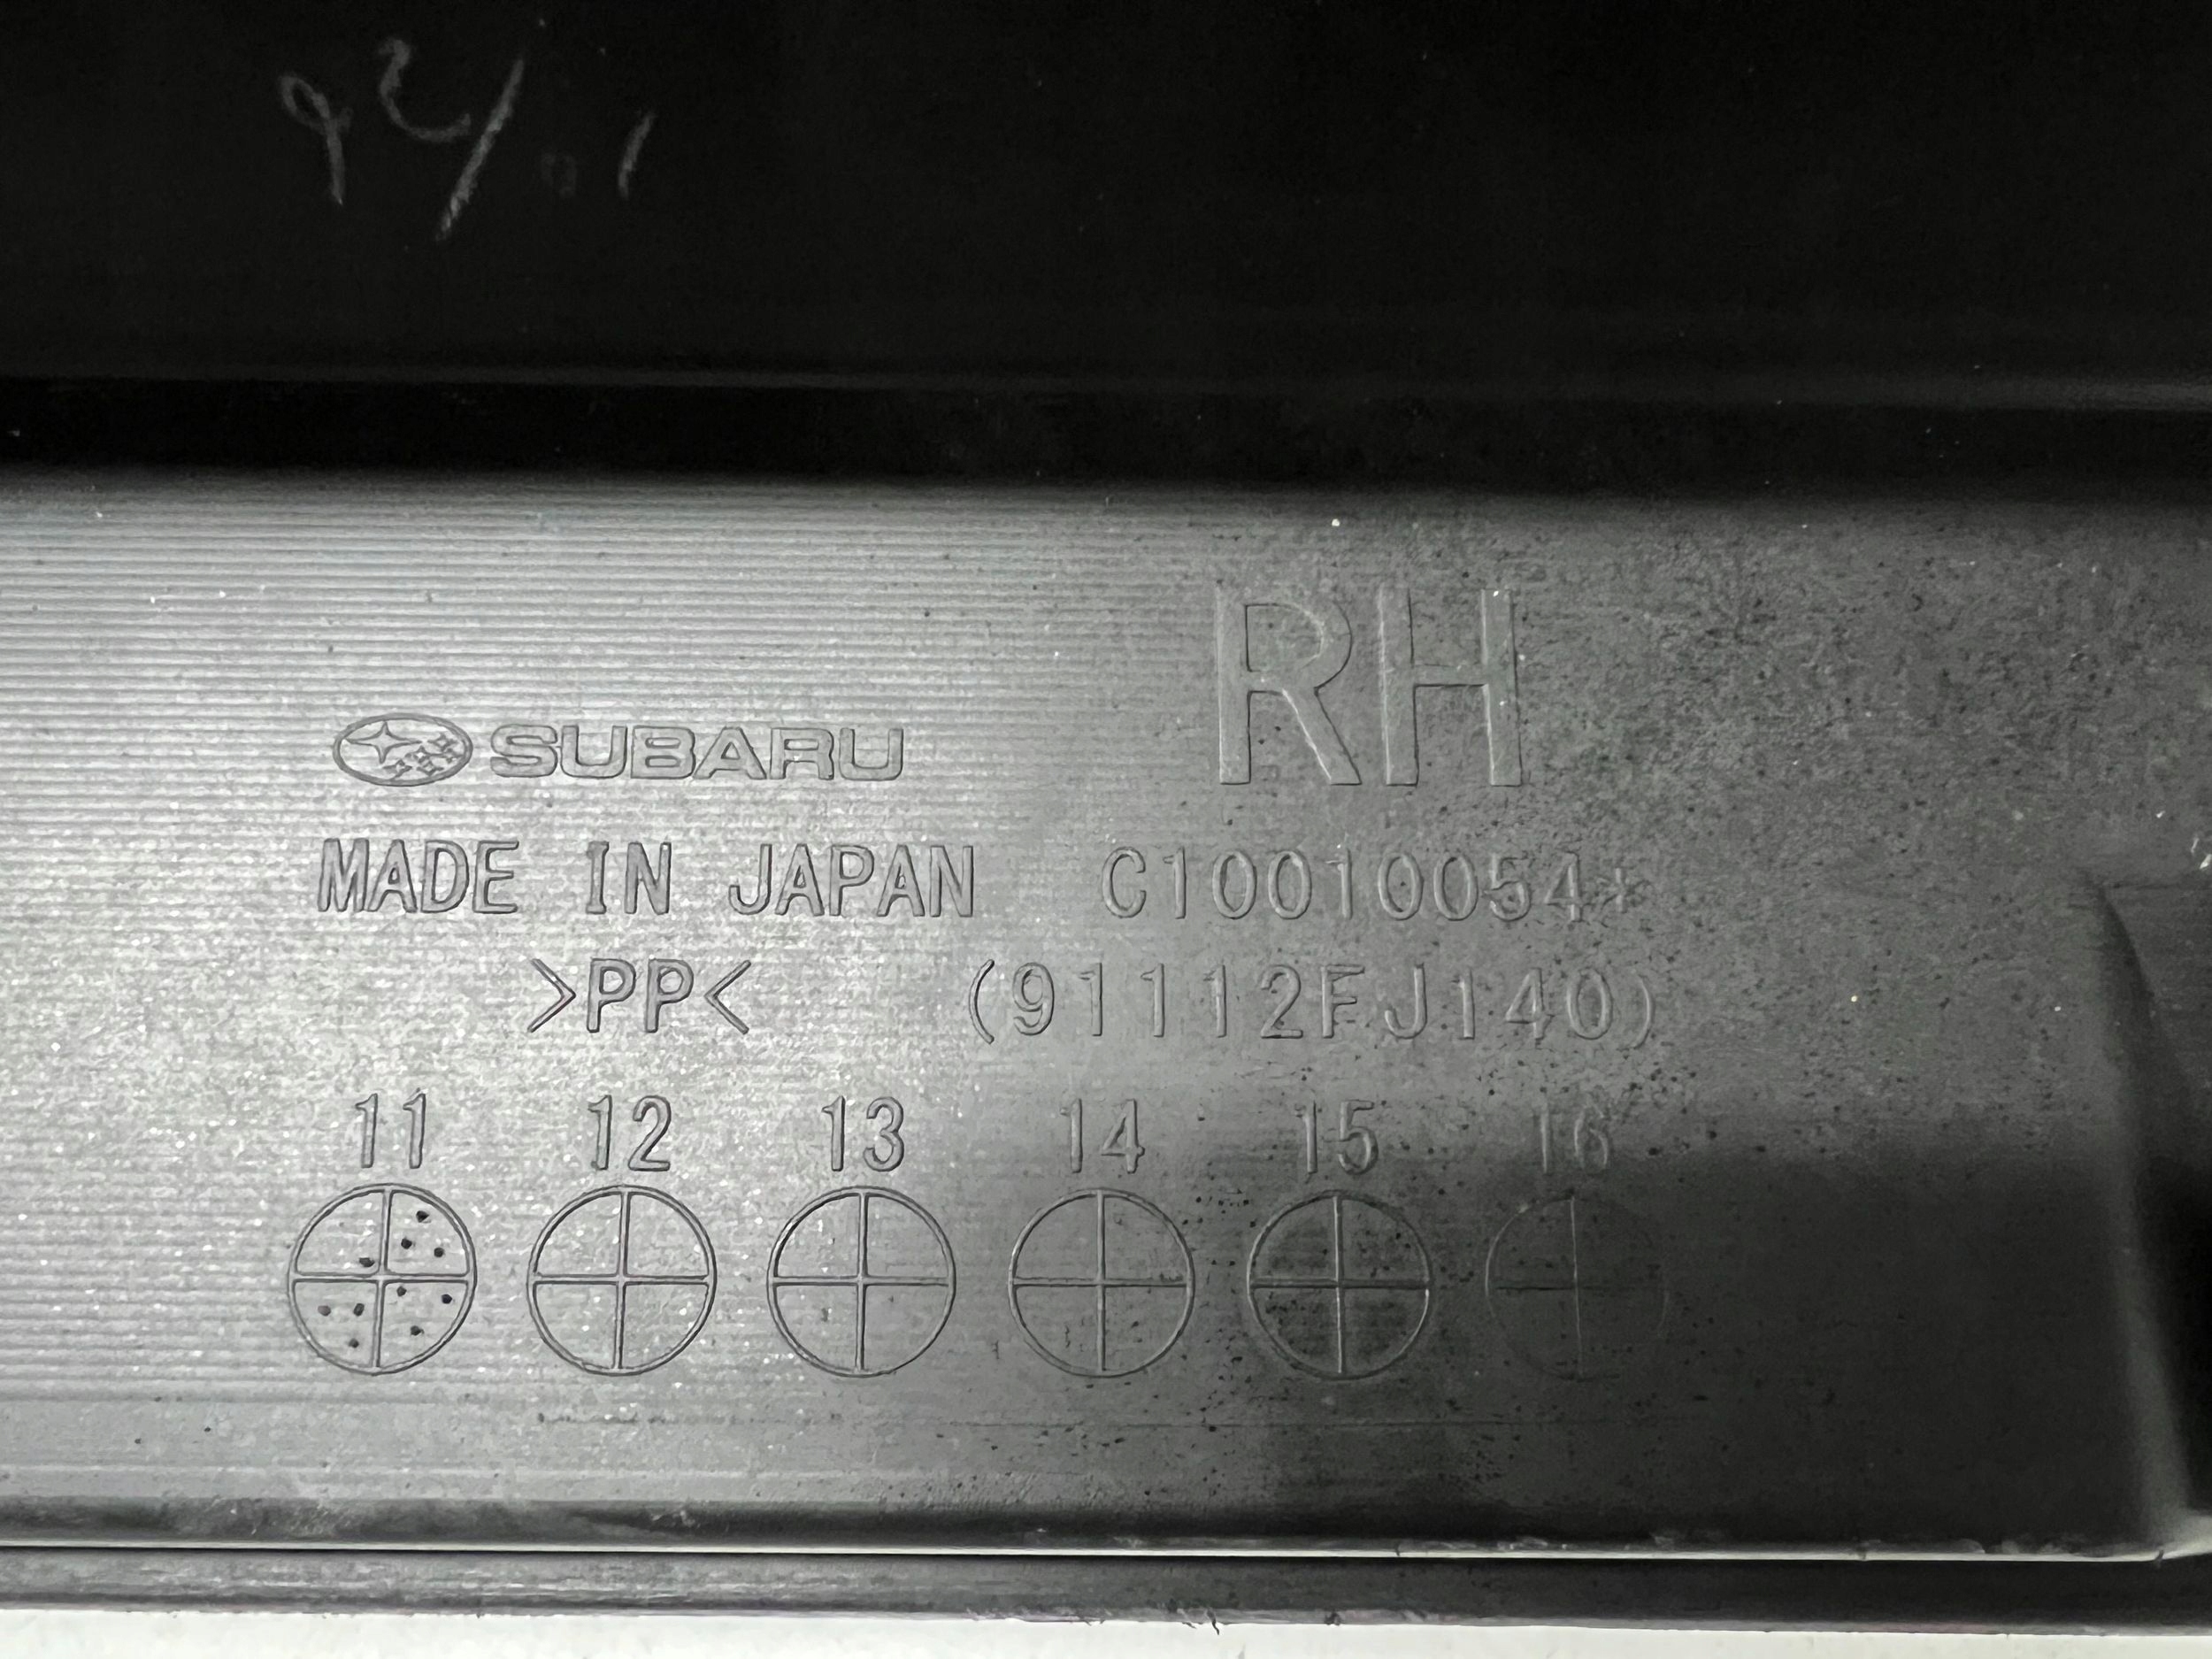 SUBARU
RH
MADE IN JAPAN C10010054*
>PP< (91112FJ140)
11 12 13 14 15 16